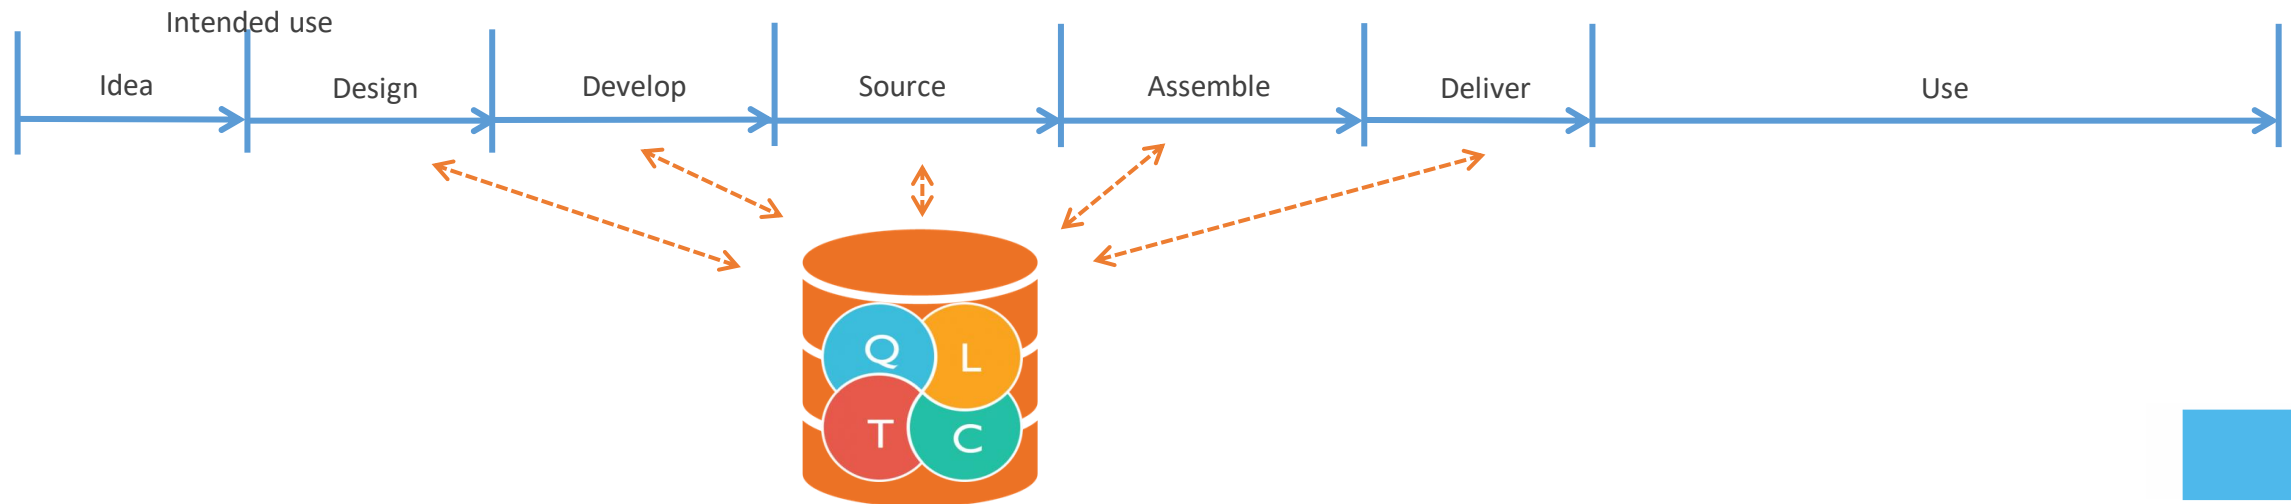 Intended use
Idea
Design
Develop
Source
Assemble
Deliver
Use
Q
L
T
C